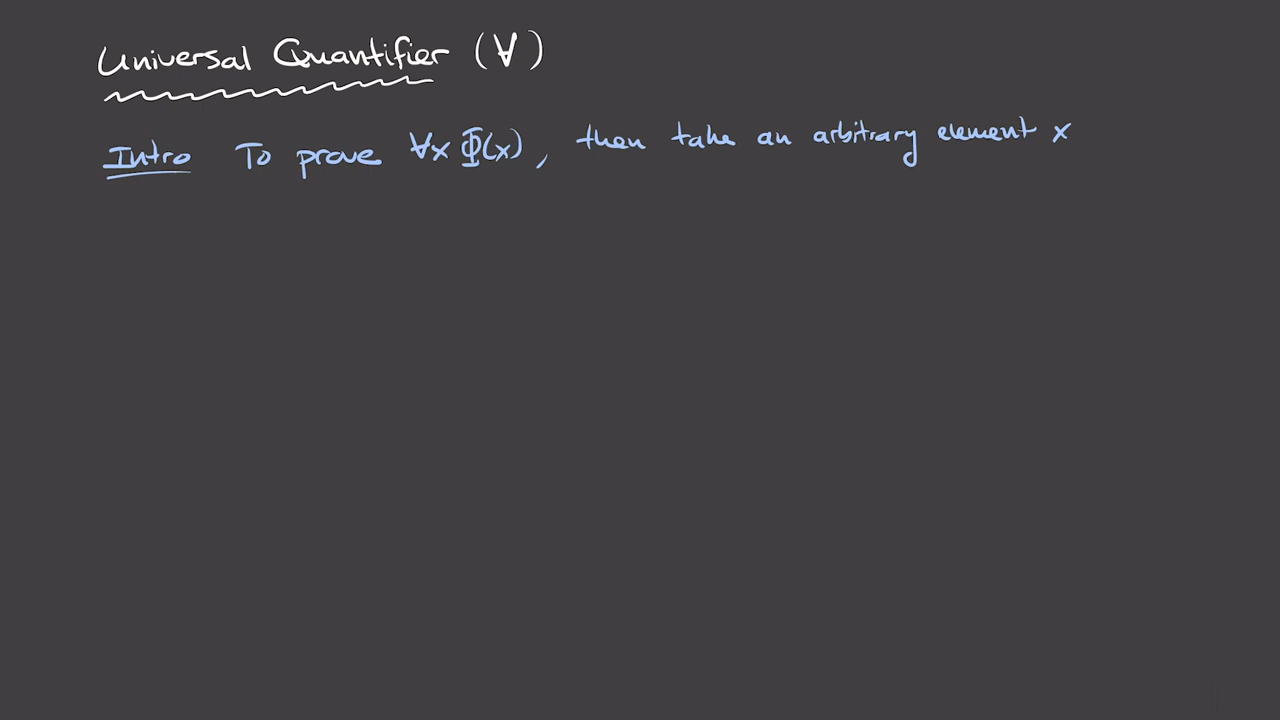 Universal Quantifier (∀)
Intro To prove ∀x Φ(x), then take an arbitrary element x